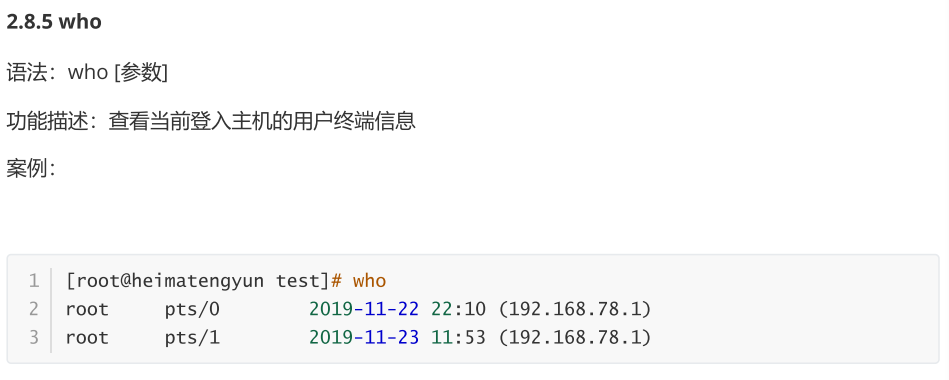 2.8.5 who
语法：who [参数]
功能描述：查看当前登入主机的用户终端信息
案例：
1 [root@heimatengyun test]# who
2 root     pts/0        2019-11-22 22:10 (192.168.78.1)
3 root     pts/1        2019-11-23 11:53 (192.168.78.1)